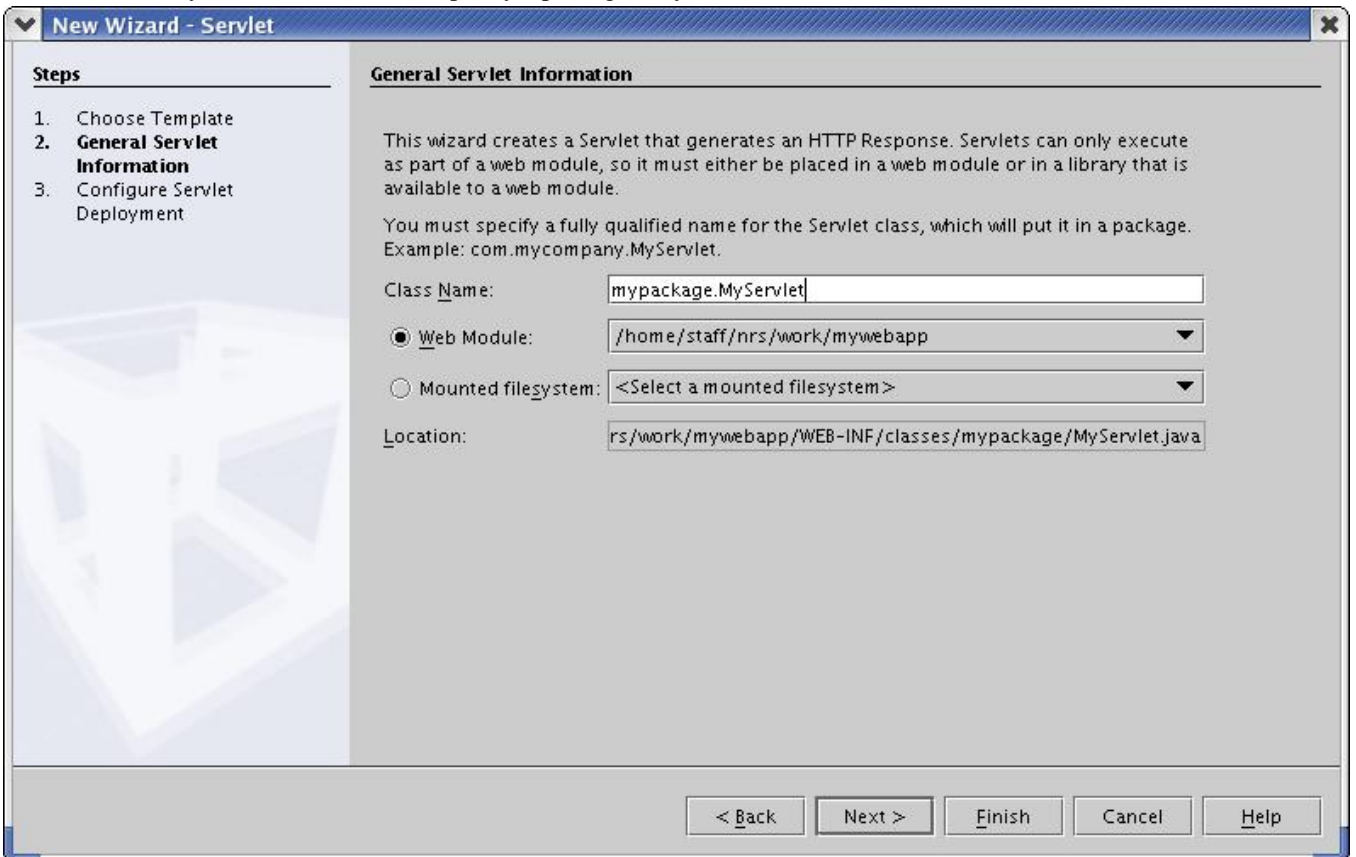 New Wizard - Servlet
Steps
1. Choose Template
2. General Servlet
Information
3. Configure Servlet
Deployment
General Servlet Information
This wizard creates a Servlet that generates an HTTP Response. Servlets can only execute
as part of a web module, so it must either be placed in a web module or in a library that is
available to a web module.
You must specify a fully qualified name for the Servlet class, which will put it in a package.
Example: com.mycompany.MyServlet.
Class Name: mypackage.MyServlet
Web Module: /home/staff/nrs/work/mywebapp
Mounted filesystem: <Select a mounted filesystem>
Location: rs/work/mywebapp/WEB-INF/classes/mypackage/MyServlet.java
< Back Next > Finish Cancel Help